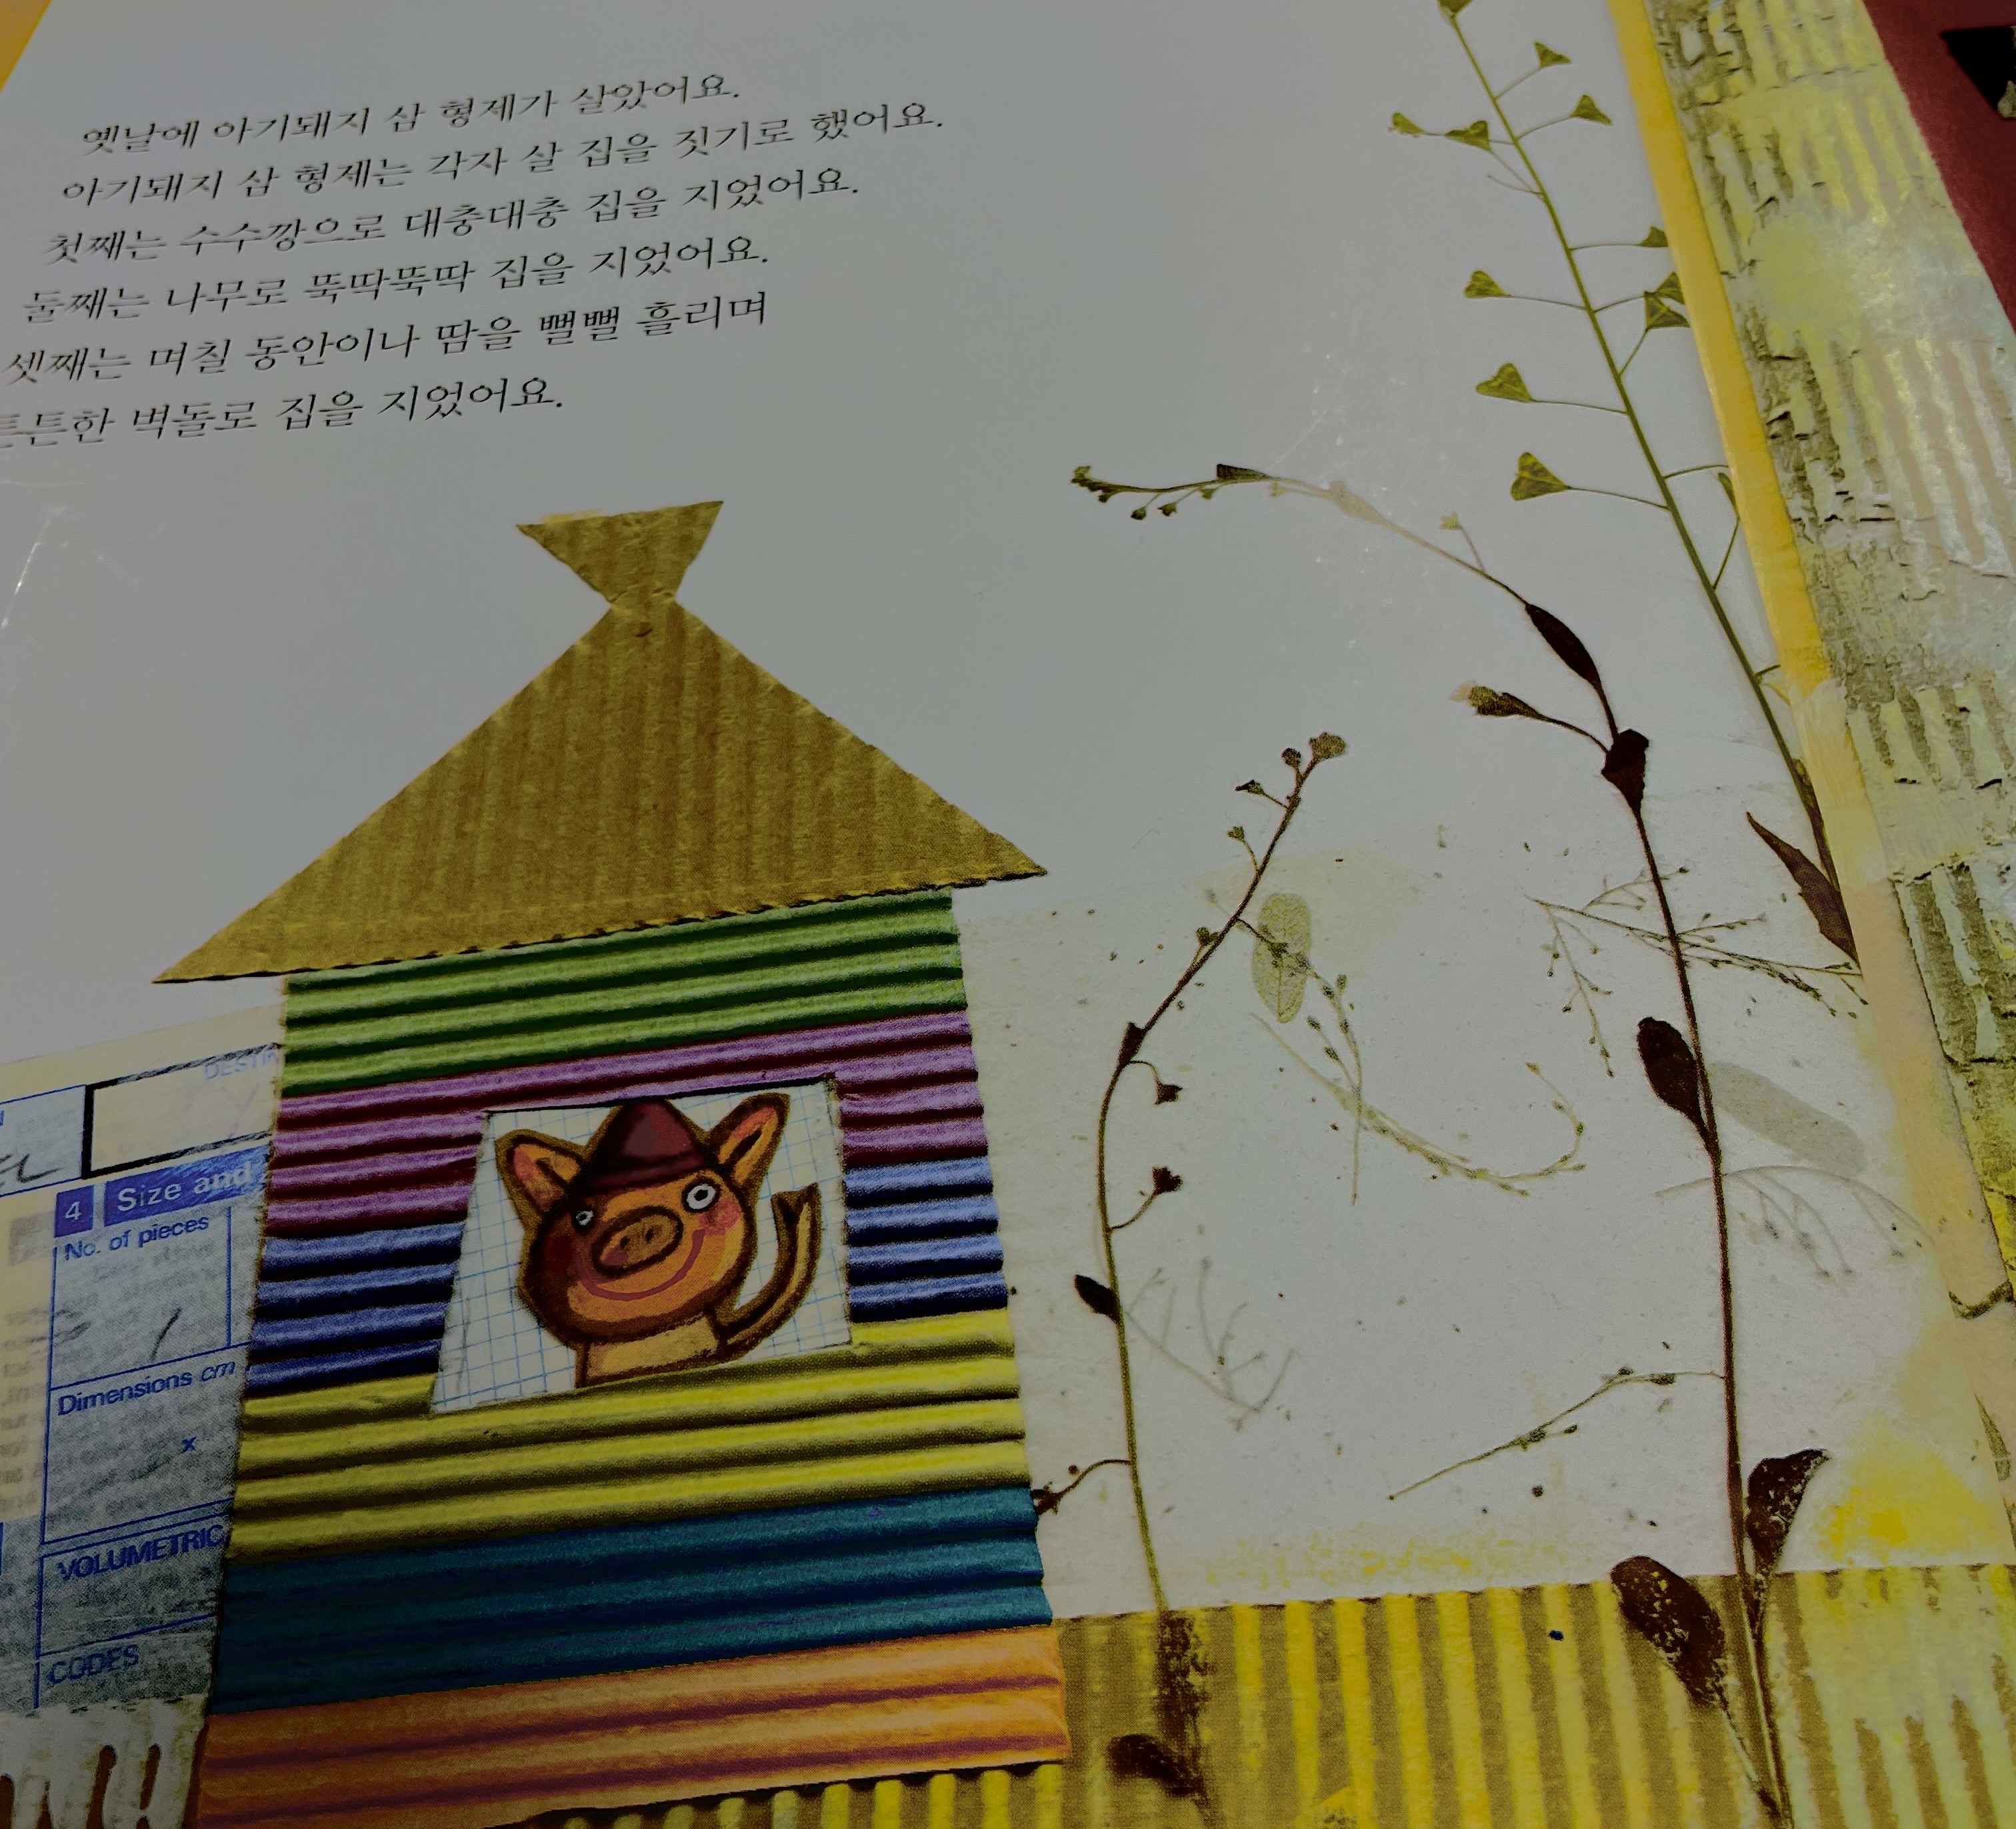 옛날에 아기돼지 삼 형제가 살았어요.
아기돼지 삼 형제는 각자 살 집을 짓기로 했어요.
첫째는 수수깡으로 대충대충 집을 지었어요.
둘째는 나무로 뚝딱뚝딱 집을 지었어요.
셋째는 며칠 동안이나 땀을 뻘뻘 흘리며
튼튼한 벽돌로 집을 지었어요.
4 Size and
No. of pieces
1
Dimensions cm
x
VOLUMETRIC
CODES